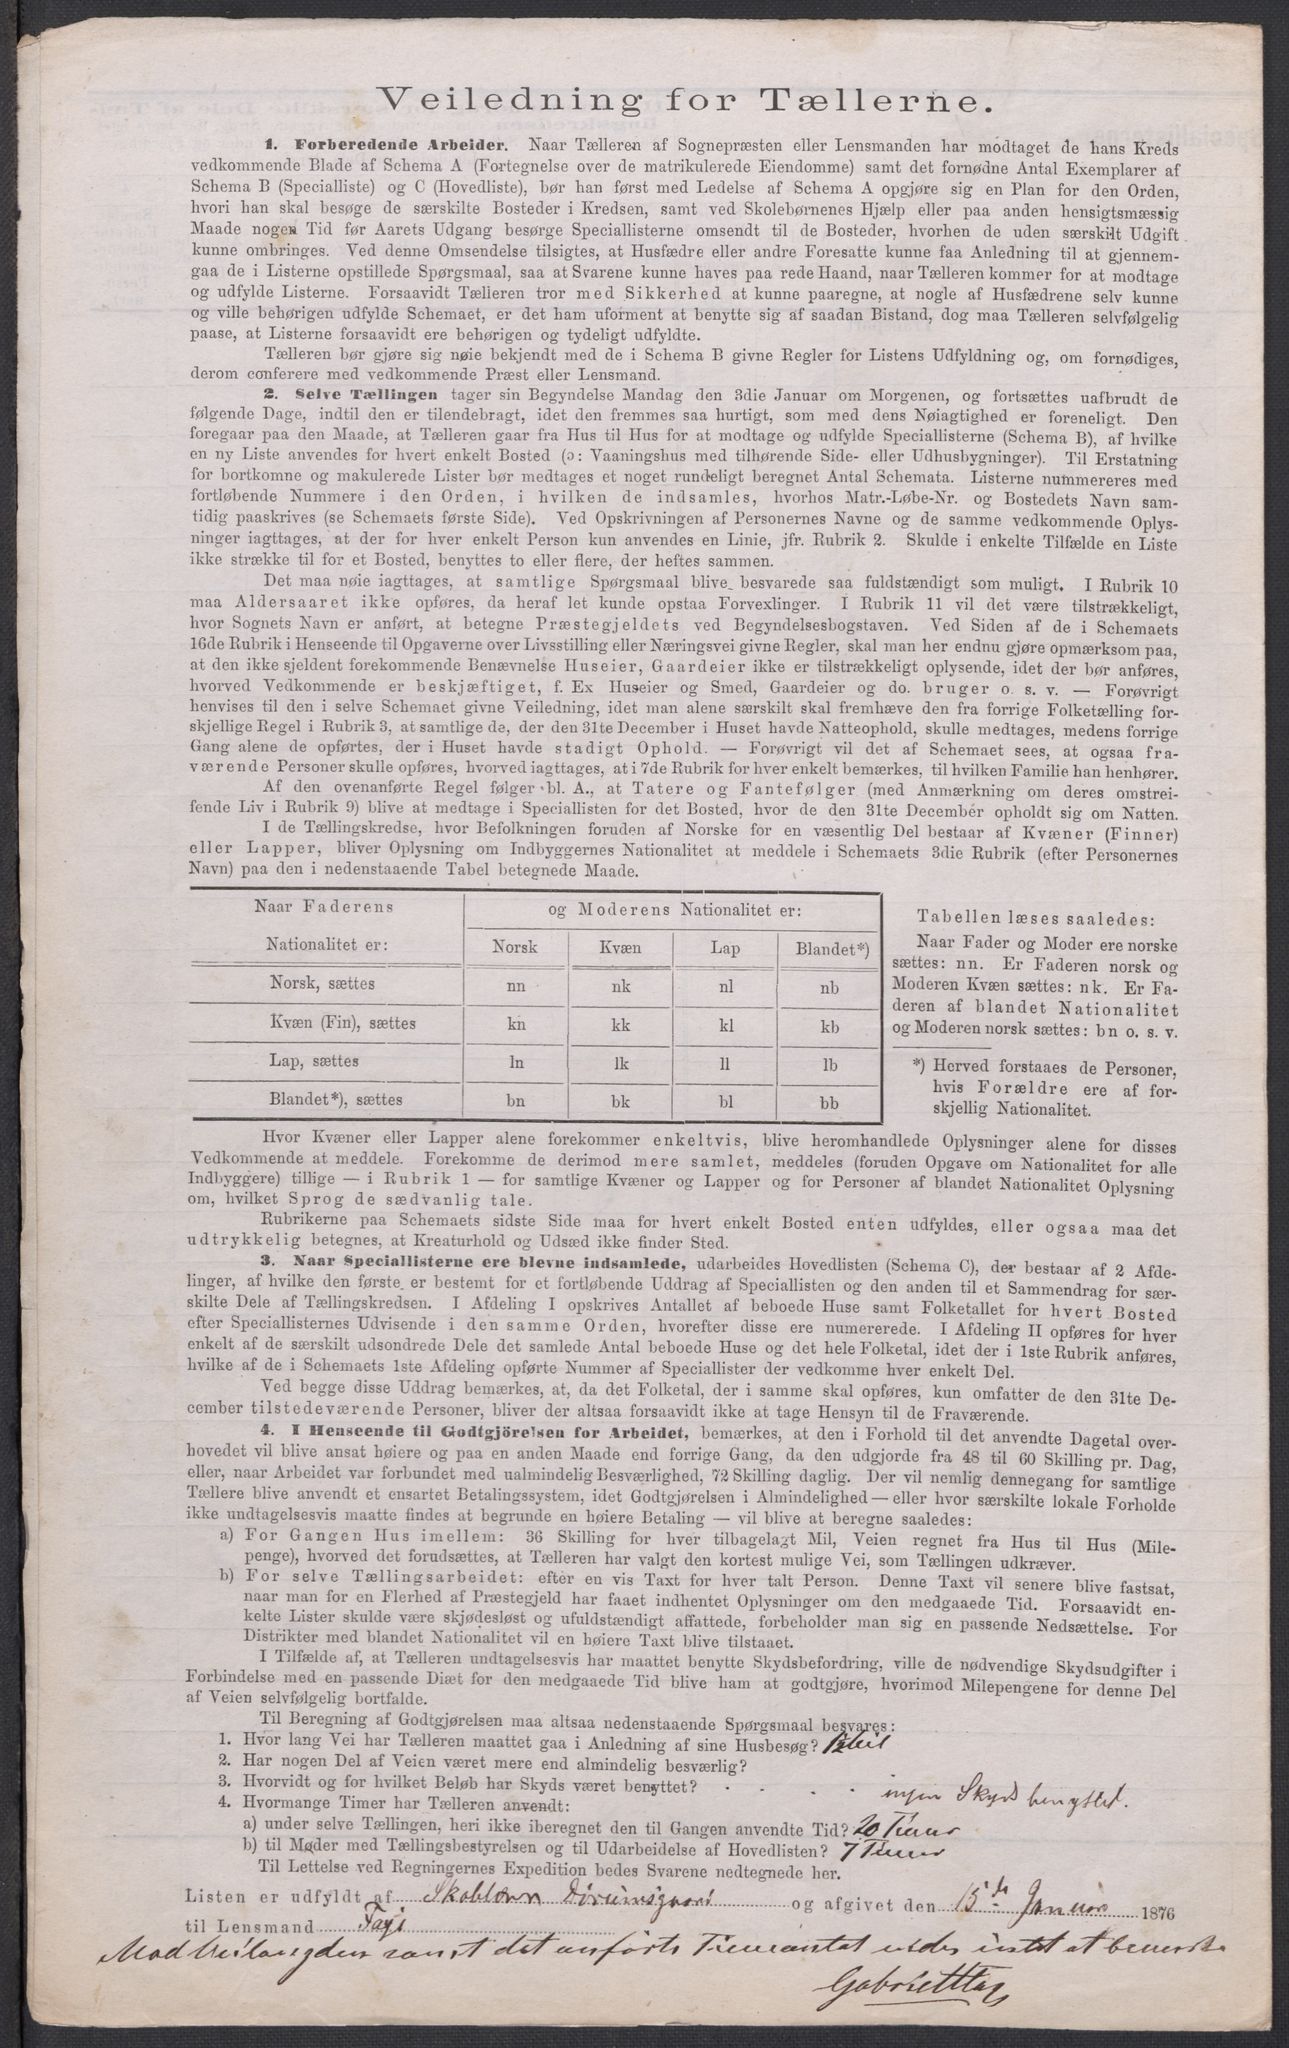 Veiledning for Tællerne.
1. Forberedende Arbeider. Naar Tælleren af Sognepræsten eller Lensmanden har modtaget de hans Kreds
vedkommende Blade af Schema A (Fortegnelse over de matrikulerede Eiendomme) samt det fornødne Antal Exemplarer af
Schema B (Specialliste) og C (Hovedliste), bør han først med Ledelse af Schema A opgjøre sig en Plan for den Orden,
hvori han skal besøge de særskilte Bosteder i Kredsen, samt ved Skolebørnenes Hjælp eller paa anden hensigtsmæssig
Maade nogen Tid før Aarets Udgang besørge Speciallisterne omsendt til de Bosteder, hvorhen de uden særskilt Udgift
kunne ombringes. Ved denne Omsendelse tilsigtes, at Husfædre eller andre Foresatte kunne faa Anledning til at gjennem-
gaa de i Listerne opstillede Spørgsmaal, saa at Svarene kunne haves paa rede Haand, naar Tælleren kommer for at modtage
og udfylde Listerne. Forsaavidt Tælleren tror med Sikkerhed at kunne paaregne, at nogle af Husfædrene selv kunne
og ville behørigen udfylde Schemaet, er det ham uforment at benytte sig af saadan Bistand, dog maa Tælleren selvfølgelig
paase, at Listerne forsaavidt ere behørigen og tydeligt udfyldte.
Tælleren bør gjøre sig nøie bekjendt med de i Schema B givne Regler for Listens Udfyldning og, om fornødiges,
derom conferere med vedkommende Præst eller Lensmand.
2. Selve Tællingen tager sin Begyndelse Mandag den 3die Januar om Morgenen, og fortsættes uafbrudt de
følgende Dage, indtil den er tilendebragt, idet den fremmes saa hurtigt, som med dens Nøiagtighed er foreneligt. Den
foregaar paa den Maade, at Tælleren gaar fra Hus til Hus for at modtage og udfylde Speciallisterne (Schema B), af hvilke
en ny Liste anvendes for hvert enkelt Bosted (ɔ: Vaaningshus med tilhørende Side- eller Udhusbygninger). Til Erstatning
for bortkomne og makulerede Lister bør medtages et noget rundeligt beregnet Antal Schemata. Listerne nummereres med
fortløbende Nummere i den Orden, i hvilken de indsamles, hvorhos Matr.-Løbe-Nr. og Bostedets Navn sam-
tidig paaskrives (se Schemaets første Side). Ved Opskrivningen af Personernes Navne og de samme vedkommende Oplys-
ninger iagttages, at der for hver enkelt Person kun anvendes en Linie, jfr. Rubrik 2. Skulde i enkelte Tilfælde en Liste
ikke strække til for et Bosted, benyttes to eller flere, der heftes sammen.
Det maa nøie iagttages, at samtlige Spørgsmaal blive besvarede saa fuldstændigt som muligt. I Rubrik 10
maa Aldersaaret ikke opføres, da heraf let kunde opstaa Forvexlinger. I Rubrik 11 vil det være tilstrækkeligt,
hvor Sognets Navn er anført, at betegne Præstegjeldets ved Begyndelsesbogstaven. Ved Siden af de i Schemaets
16de Rubrik i Henseende til Opgaverne over Livsstilling eller Næringsvei givne Regler, skal man her endnu gjøre opmærksom paa,
at den ikke sjeldent forekommende Benævnelse Huseier, Gaardeier ikke er tilstrækkeligt oplysende, idet der bør anføres,
hvorved Vedkommende er beskjæftiget, f. Ex Huseier og Smed, Gaardeier og do. bruger o. s. v. — Forøvrigt
henvises til den i selve Schemaet givne Veiledning, idet man alene særskilt skal fremhæve den fra forrige Folketælling for-
skjellige Regel i Rubrik 3, at samtlige de, der den 31te December i Huset havde Natteophold, skulle medtages, medens forrige
Gang alene de opførtes, der i Huset havde stadigt Ophold. — Forøvrigt vil det af Schemaet sees, at ogsaa fra-
værende Personer skulle opføres, hvorved iagttages, at i 7de Rubrik for hver enkelt bemærkes, til hvilken Familie han henhører.
Af den ovenanførte Regel følger bl. A., at Tatere og Fantefølger (med Anmærkning om deres omstrei-
fende Liv i Rubrik 9) blive at medtage i Speciallisten for det Bosted, hvor de den 31te December opholdt sig om Natten.
I de Tællingskredse, hvor Befolkningen foruden af Norske for en væsentlig Del bestaar af Kvæner (Finner)
eller Lapper, bliver Oplysning om Indbyggernes Nationalitet at meddele i Schemaets 3die Rubrik (efter Personernes
Navn) paa den i nedenstaaende Tabel betegnede Maade.
Naar Faderens og Moderens Nationalitet er:
Nationalitet er: Norsk Kvæn Lap Blandet*)
Norsk, sættes nn nk nl nb
Kvæn (Fin), sættes kn kk kl kb
Lap, sættes ln lk ll lb
Blandet*), sættes bn bk bl bb
Tabellen læses saaledes:
Naar Fader og Moder ere norske
sættes: nn. Er Faderen norsk og
Moderen Kvæn sættes: nk. Er Fa-
deren af blandet Nationalitet
og Moderen norsk sættes: bn o. s. v.
*) Herved forstaaes de Personer,
hvis Forældre ere af for-
skjellig Nationalitet.
Hvor Kvæner eller Lapper alene forekommer enkeltvis, blive heromhandlede Oplysninger alene for disses
Vedkommende at meddele. Forekomme de derimod mere samlet, meddeles (foruden Opgave om Nationalitet for alle
Indbyggere) tillige — i Rubrik 1 — for samtlige Kvæner og Lapper og for Personer af blandet Nationalitet Oplysning
om, hvilket Sprog de sædvanlig tale.
Rubrikerne paa Schemaets sidste Side maa for hvert enkelt Bosted enten udfyldes, eller ogsaa maa det
udtrykkelig betegnes, at Kreaturhold og Udsæd ikke finder Sted.
3. Naar Speciallisterne ere blevne indsamlede, udarbeides Hovedlisten (Schema C), der bestaar af 2 Afde-
linger, af hvilke den første er bestemt for et fortløbende Uddrag af Speciallisten og den anden til et Sammendrag for sær-
skilte Dele af Tællingskredsen. I Afdeling I opskrives Antallet af beboede Huse samt Folketallet for hvert Bosted
efter Speciallisternes Udvisende i den samme Orden, hvorefter disse ere numererede. I Afdeling II opføres for hver
enkelt af de særskilt udsondrede Dele det samlede Antal beboede Huse og det hele Folketal, idet der i 1ste Rubrik anføres,
hvilke af de i Schemaets 1ste Afdeling opførte Nummer af Speciallister der vedkomme hver enkelt Del.
Ved begge disse Uddrag bemærkes, at, da det Folketal, der i samme skal opføres, kun omfatter de den 31te De-
cember tilstedeværende Personer, bliver der altsaa forsaavidt ikke at tage Hensyn til de Fraværende.
4. I Henseende til Godtgjörelsen for Arbeidet, bemærkes, at den i Forhold til det anvendte Dagetal over-
hovedet vil blive ansat høiere og paa en anden Maade end forrige Gang, da den udgjorde fra 48 til 60 Skilling pr. Dag,
eller, naar Arbeidet var forbundet med ualmindelig Besværlighed, 72 Skilling daglig. Der vil nemlig dennegang for samtlige
Tællere blive anvendt et ensartet Betalingssystem, idet Godtgjørelsen i Almindelighed — eller hvor særskilte lokale Forholde
ikke undtagelsesvis maatte findes at begrunde en høiere Betaling — vil blive at beregne saaledes:
a) For Gangen Hus imellem: 36 Skilling for hver tilbagelagt Mil, Veien regnet fra Hus til Hus (Mile-
penge), hvorved det forudsættes, at Tælleren har valgt den kortest mulige Vei, som Tællingen udkræver.
b) For selve Tællingsarbeidet: efter en vis Taxt for hver talt Person. Denne Taxt vil senere blive fastsat,
naar man for en Flerhed af Præstegjeld har faaet indhentet Oplysninger om den medgaaede Tid. Forsaavidt en-
kelte Lister skulde være skjødesløst og ufuldstændigt affattede, forbeholder man sig en passende Nedsættelse. For
Distrikter med blandet Nationalitet vil en høiere Taxt blive tilstaaet.
I Tilfælde af, at Tælleren undtagelsesvis har maattet benytte Skydsbefordring, ville de nødvendige Skydsudgifter i
Forbindelse med en passende Diæt for den medgaaede Tid blive ham at godtgjøre, hvorimod Milepengene for denne Del
af Veien selvfølgelig bortfalde.
Til Beregning af Godtgjørelsen maa altsaa nedenstaaende Spørgsmaal besvares:
1. Hvor lang Vei har Tælleren maattet gaa i Anledning af sine Husbesøg? 1½ Mil
2. Har nogen Del af Veien været mere end almindelig besværlig?
3. Hvorvidt og for hvilket Beløb har Skyds været benyttet? . . . . ingen Skyds benyttet.
4. Hvormange Timer har Tælleren anvendt:
a) under selve Tællingen, heri ikke iberegnet den til Gangen anvendte Tid? 20 Timer
b) til Møder med Tællingsbestyrelsen og til Udarbeidelse af Hovedlisten? 7 Timer
Til Lettelse ved Regningernes Expedition bedes Svarene nedtegnede her.
Listen er udfyldt af og afgivet den 15de Januar 1876
til Lensmand
Mod Veilængden samt det anførte Timeantal vides intet at bemerke